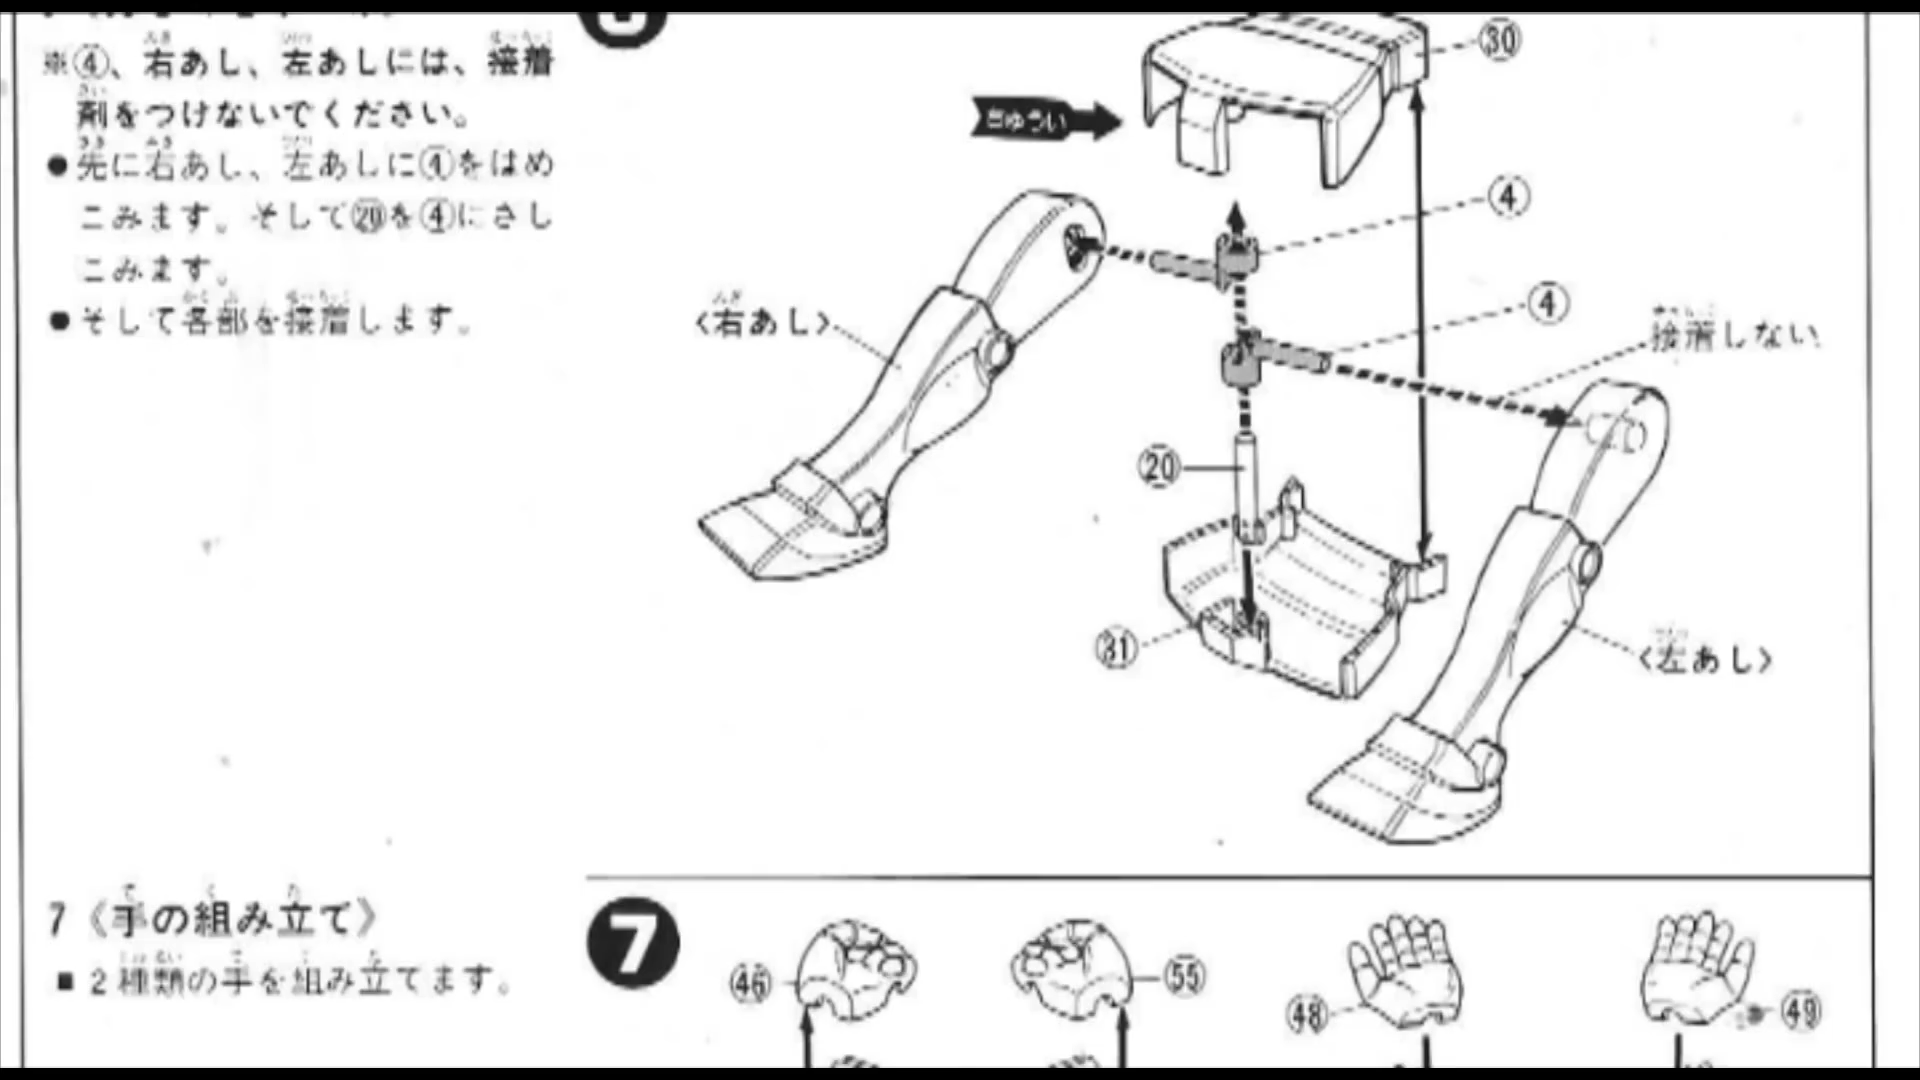 ※④、右あし、左あしには、接着
剤をつけないでください。
●先に右あし、左あしに④をはめ
こみます。そして⑳を④にさし
こみます。
●そして各部を接着します。
㉚
ちゅうい
④
④
〈右あし〉
接着しない
⑳
㉛
〈左あし〉
7《手の組み立て》
■2種類の手を組み立てます。
7
㊻
55
㊽
㊾